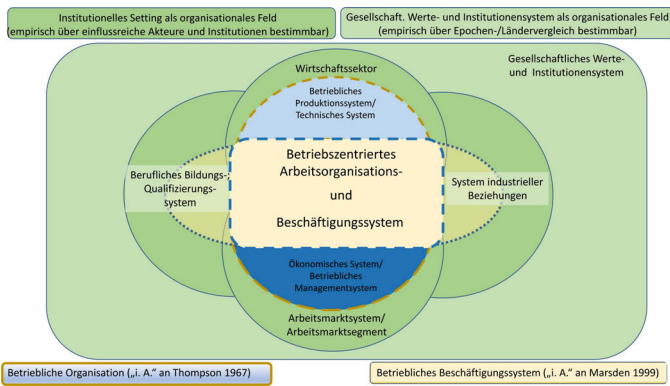 Institutionelles Setting als organisationales Feld
(empirisch über einflussreiche Akteure und Institutionen bestimmbar)
Gesellschaft. Werte- und Institutionensystem als organisationales Feld
(empirisch über Epochen-/Ländervergleich bestimmbar)
Gesellschaftliches Werte-
und Institutionensystem
Wirtschaftssektor
Betriebliches
Produktionssystem/
Technisches System
Betriebszentriertes
Arbeitsorganisations-
und
Beschäftigungssystem
Berufliches Bildungs-;
Qualifizierungs-
system
System industrieller
Beziehungen
Ökonomisches System/
Betriebliches
Managementsystem
Arbeitsmarktsystem/
Arbeitsmarktsegment
Betriebliche Organisation („i. A.“ an Thompson 1967)
Betriebliches Beschäftigungssystem („i. A.“ an Marsden 1999)